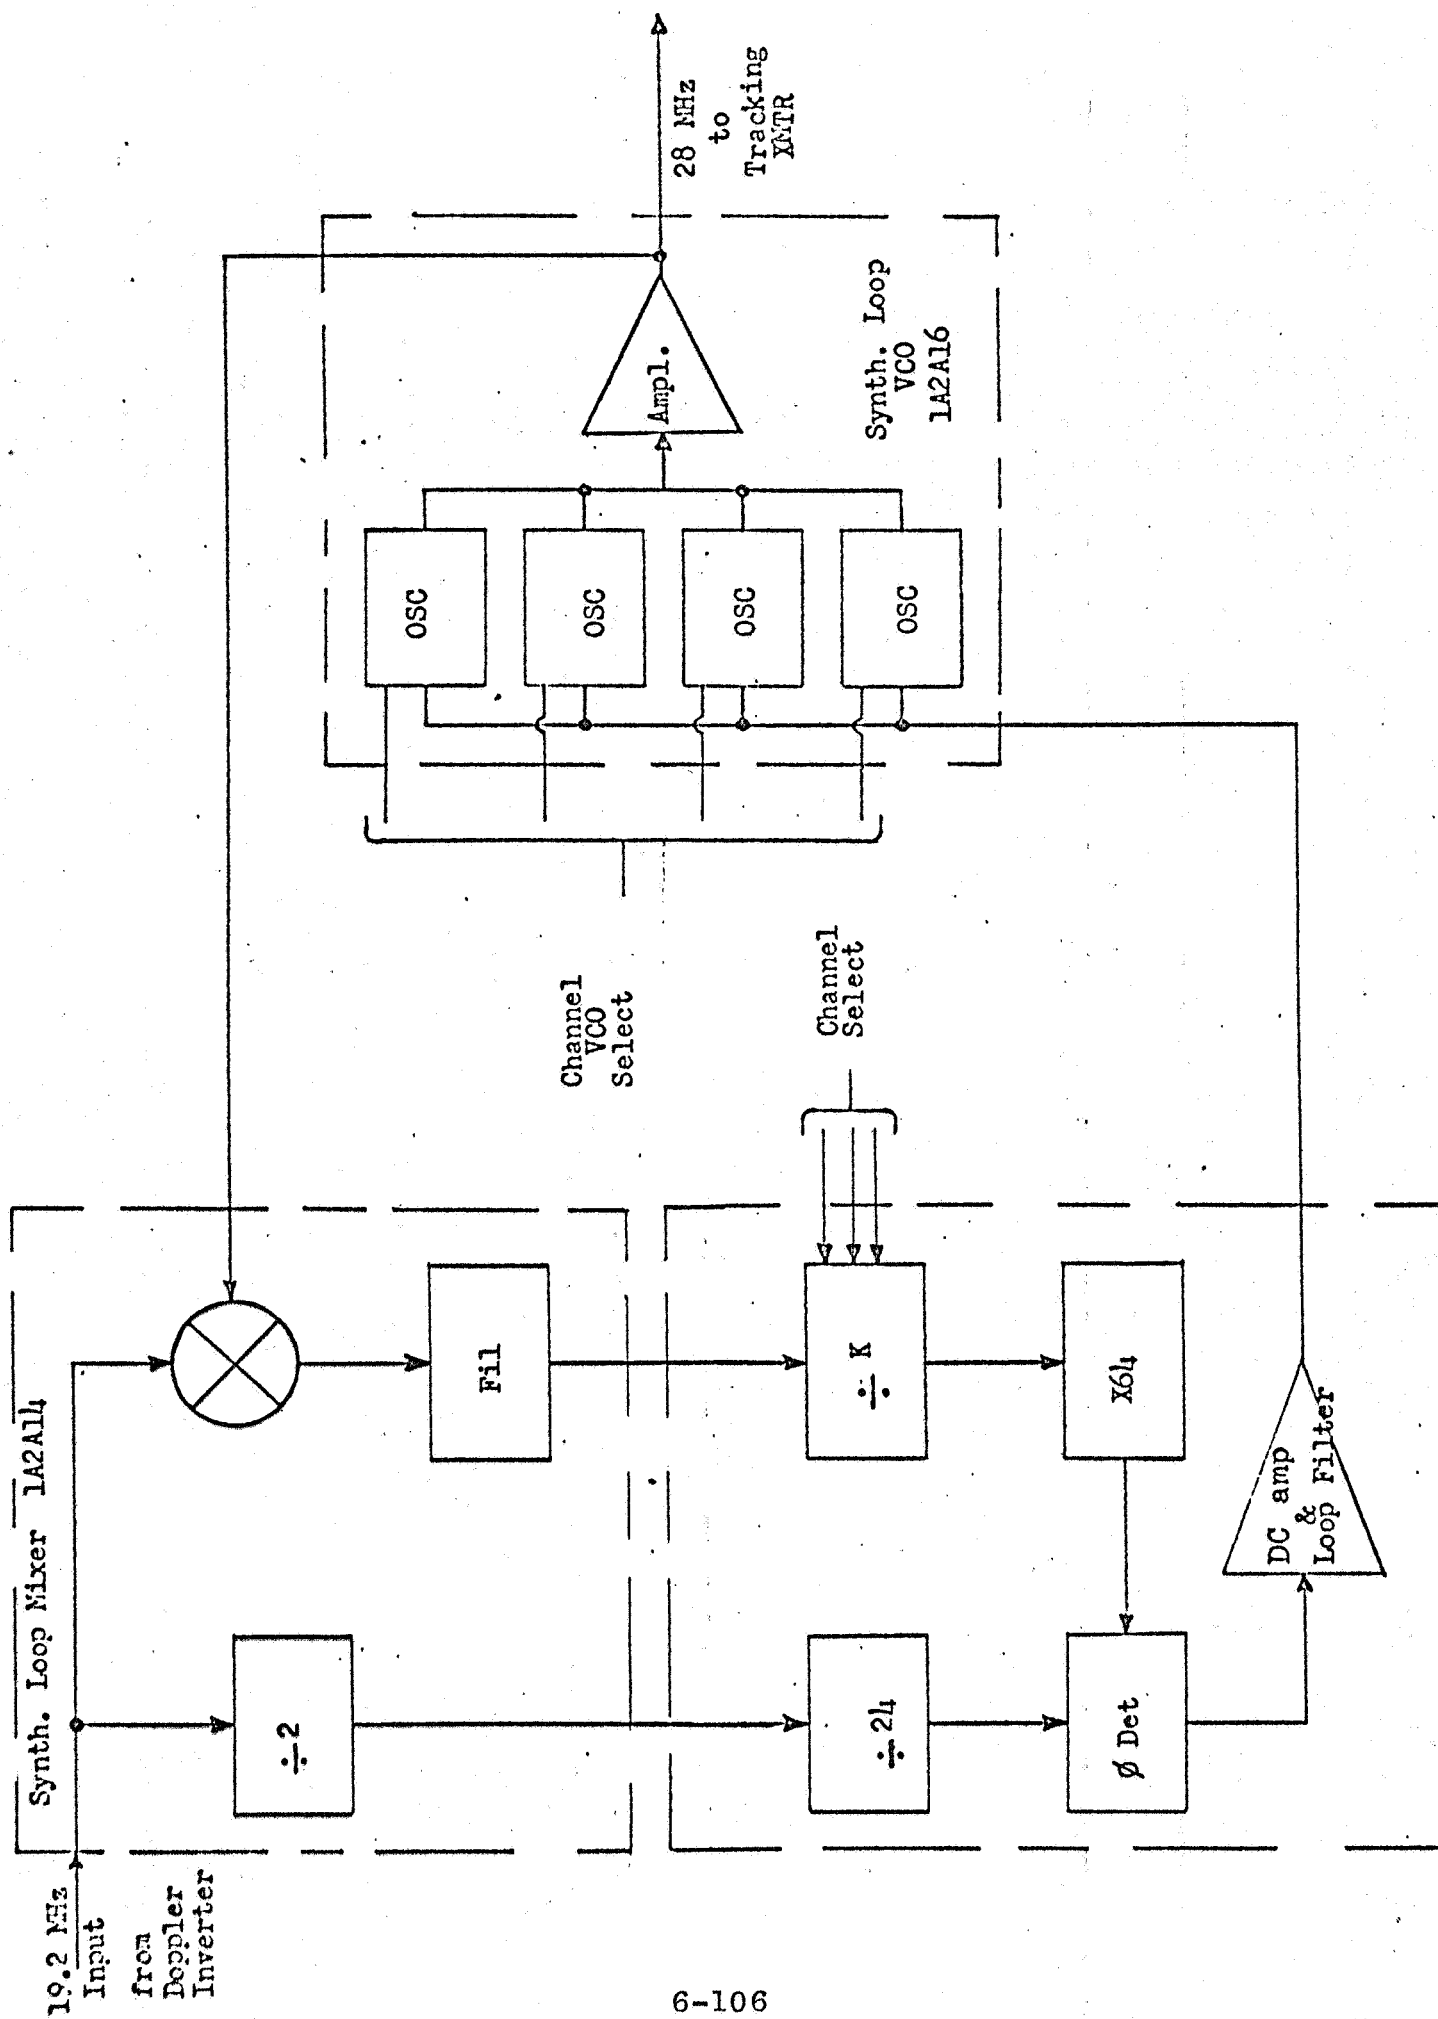 19.2 MHz
Input
from
Doppler
Inverter
Synth. Loop Mixer 1A2A14
÷2
Fil
÷24
÷ K
Channel
Select
Ø Det
X64
DC amp
&
Loop Filter
Channel
VCO
Select
OSC
OSC
OSC
OSC
Ampl.
Synth. Loop
VCO
1A2A16
28 MHz
to
Tracking
XMTR
6-106